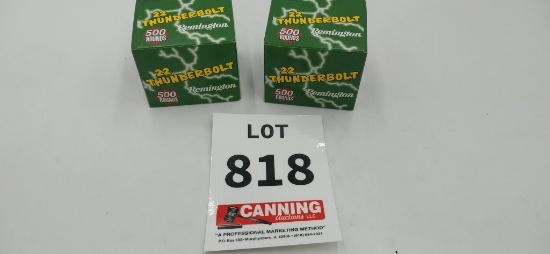 22
THUNDERBOLT
500
ROUNDS
Remington
22
THUNDERBOLT
500
ROUNDS
Remington
22
THUNDERBOLT
500
ROUNDS
Remington
22
THUNDERBOLT
500
ROUNDS
Remington
LOT
818
CANNING
Auctions LLC
"A PROFESSIONAL MARKETING METHOD"